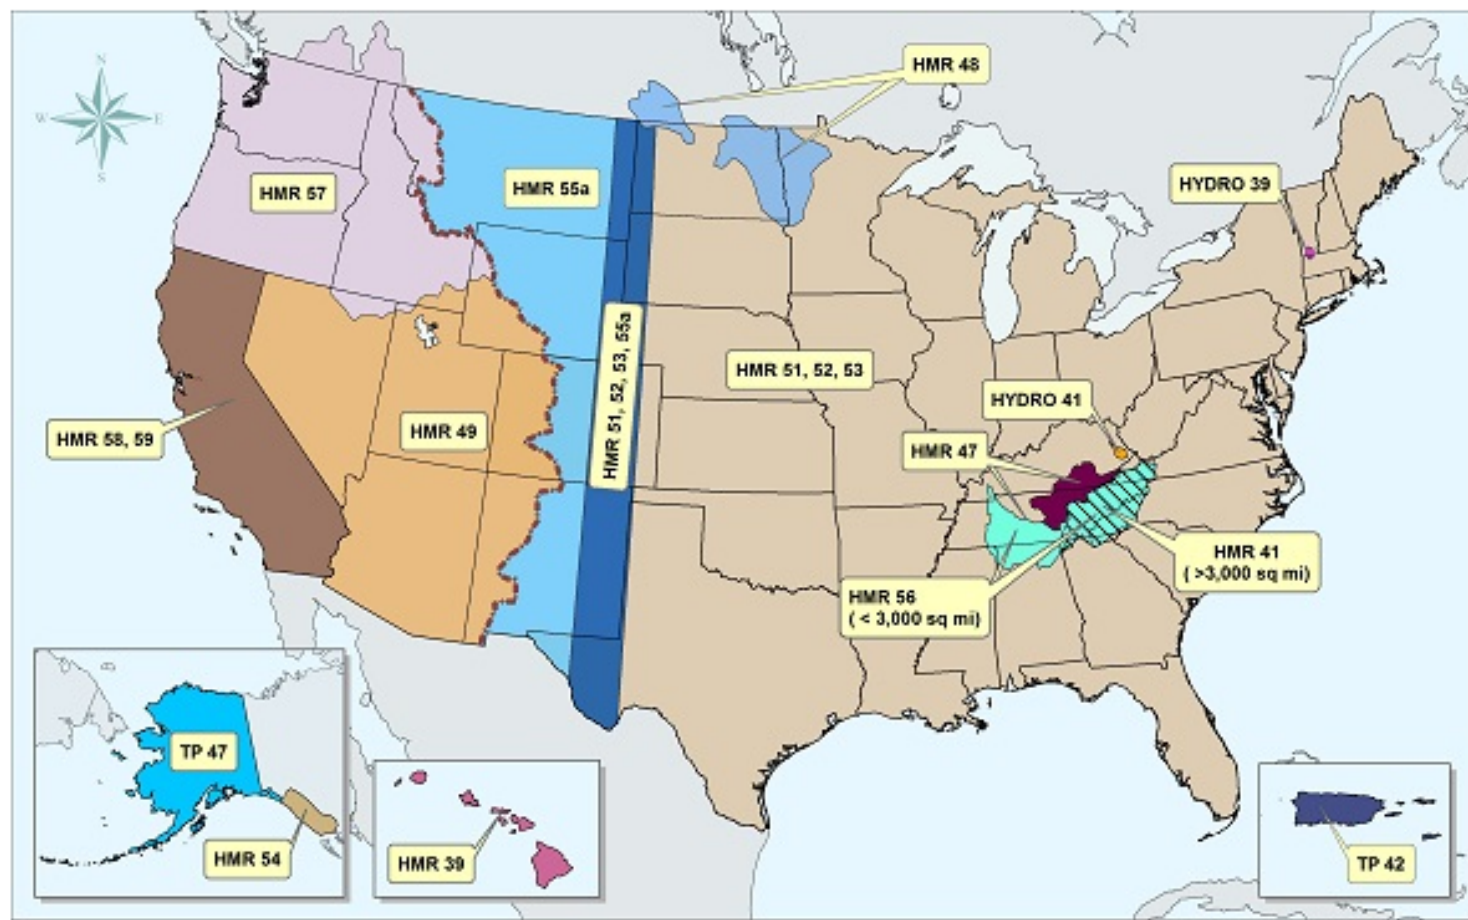 N
W
E
S
HMR 48
HYDRO 39
HMR 57
HMR 55a
HMR 51, 52, 53, 55a
HMR 51, 52, 53
HYDRO 41
HMR 58, 59
HMR 49
HMR 47
HMR 41
( >3,000 sq mi)
HMR 56
( < 3,000 sq mi)
TP 47
HMR 54
HMR 39
TP 42